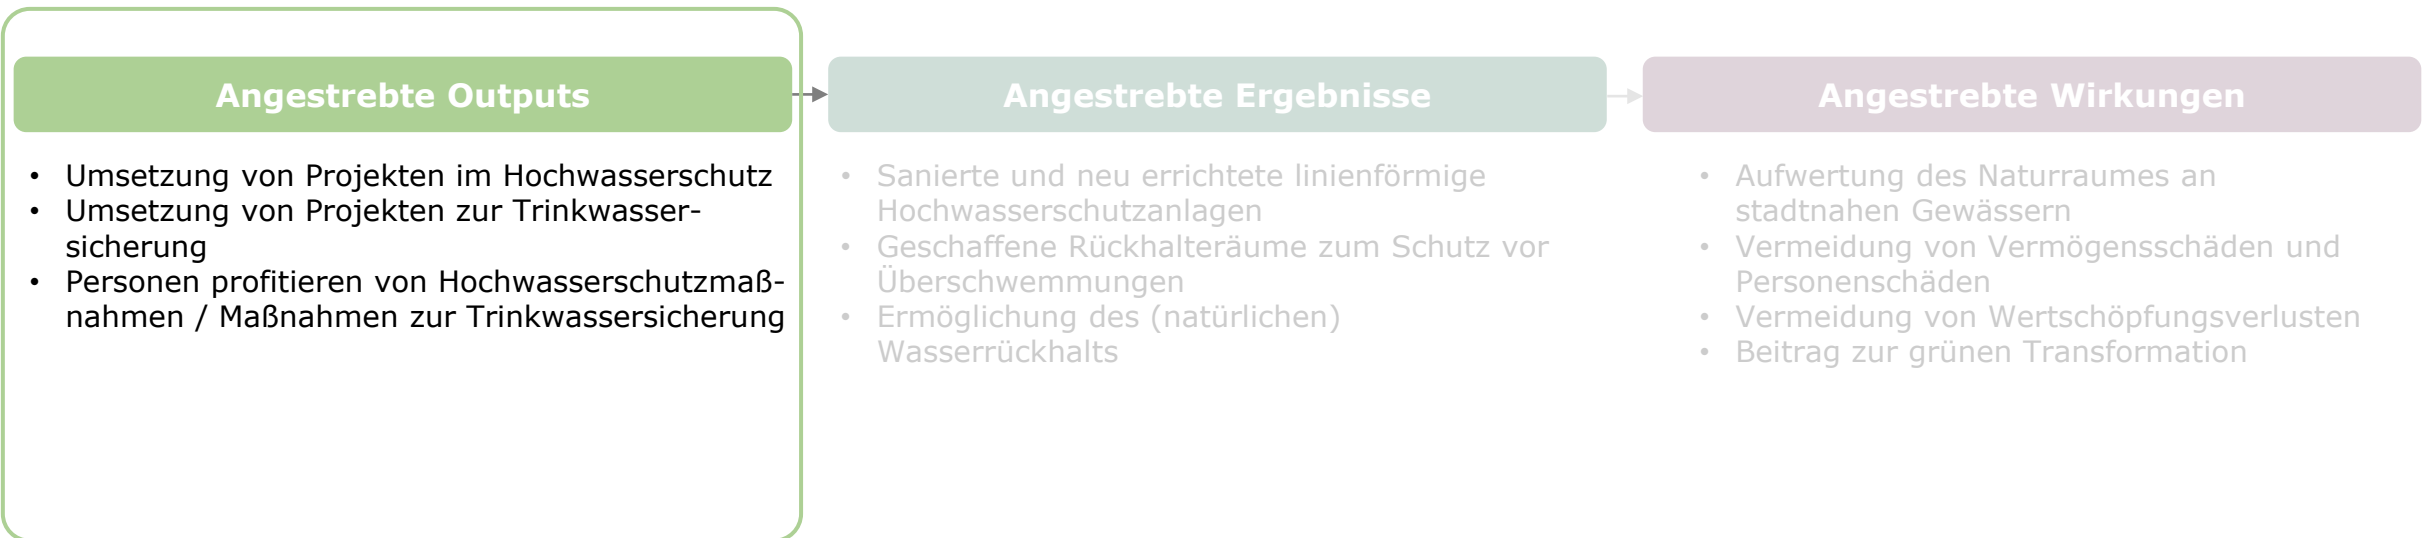 Angestrebte Outputs
• Umsetzung von Projekten im Hochwasserschutz
• Umsetzung von Projekten zur Trinkwasser-
sicherung
• Personen profitieren von Hochwasserschutzmaß-
nahmen / Maßnahmen zur Trinkwassersicherung
Angestrebte Ergebnisse
• Sanierte und neu errichtete linienförmige
Hochwasserschutzanlagen
• Geschaffene Rückhalteräume zum Schutz vor
Überschwemmungen
• Ermöglichung des (natürlichen)
Wasserrückhalts
Angestrebte Wirkungen
• Aufwertung des Naturraumes an
stadtnahen Gewässern
• Vermeidung von Vermögensschäden und
Personenschäden
• Vermeidung von Wertschöpfungsverlusten
• Beitrag zur grünen Transformation